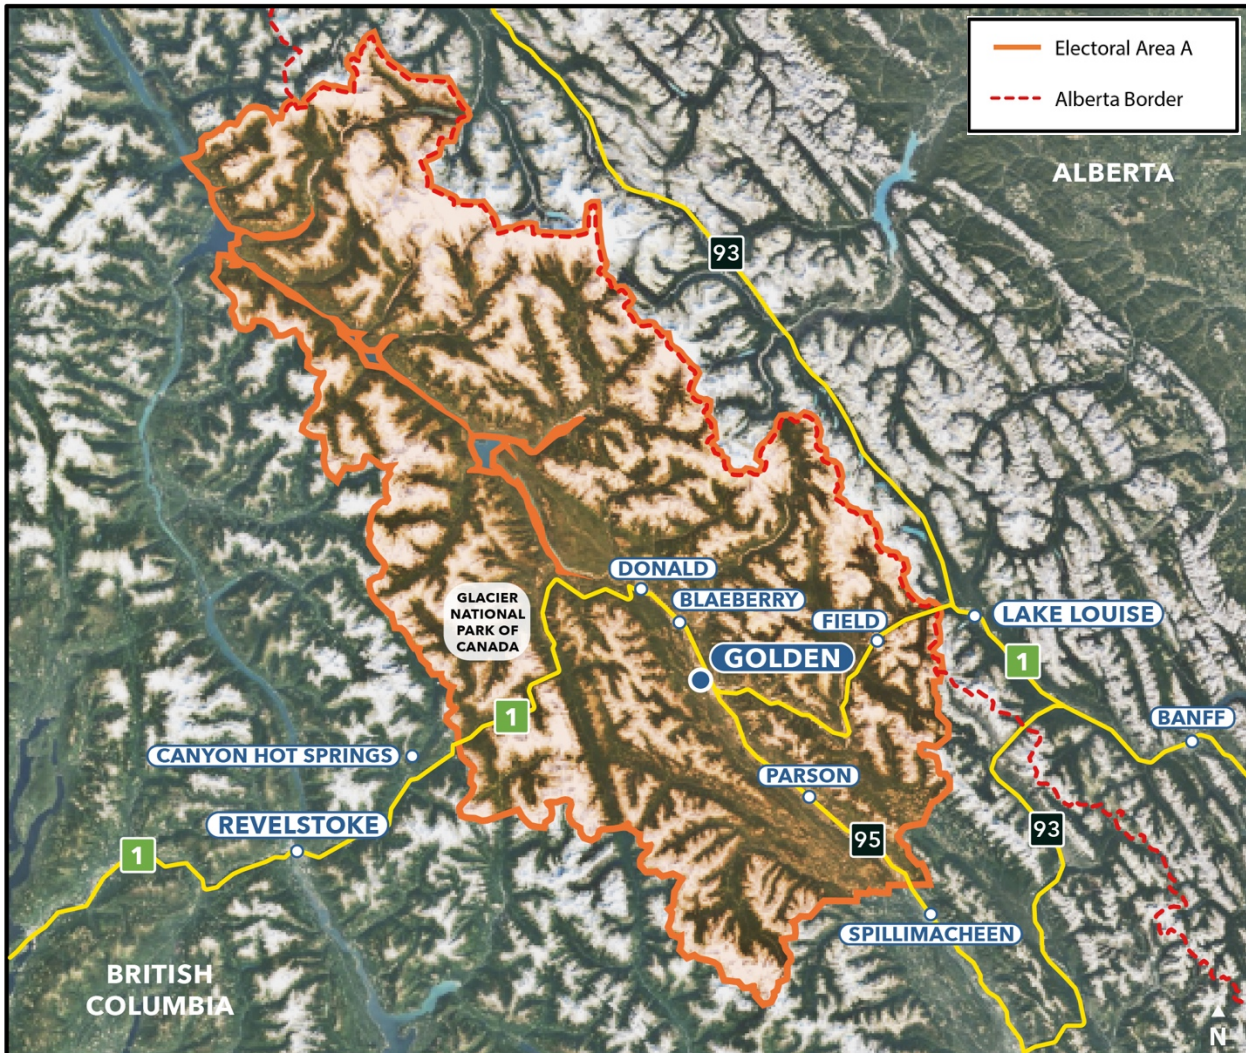 Electoral Area A
Alberta Border
ALBERTA
93
DONALD
GLACIER
NATIONAL
PARK OF
CANADA
BLAEBERRY
FIELD
LAKE LOUISE
GOLDEN
1
1
BANFF
CANYON HOT SPRINGS
PARSON
REVELSTOKE
93
95
1
SPILLIMACHEEN
BRITISH
COLUMBIA
N